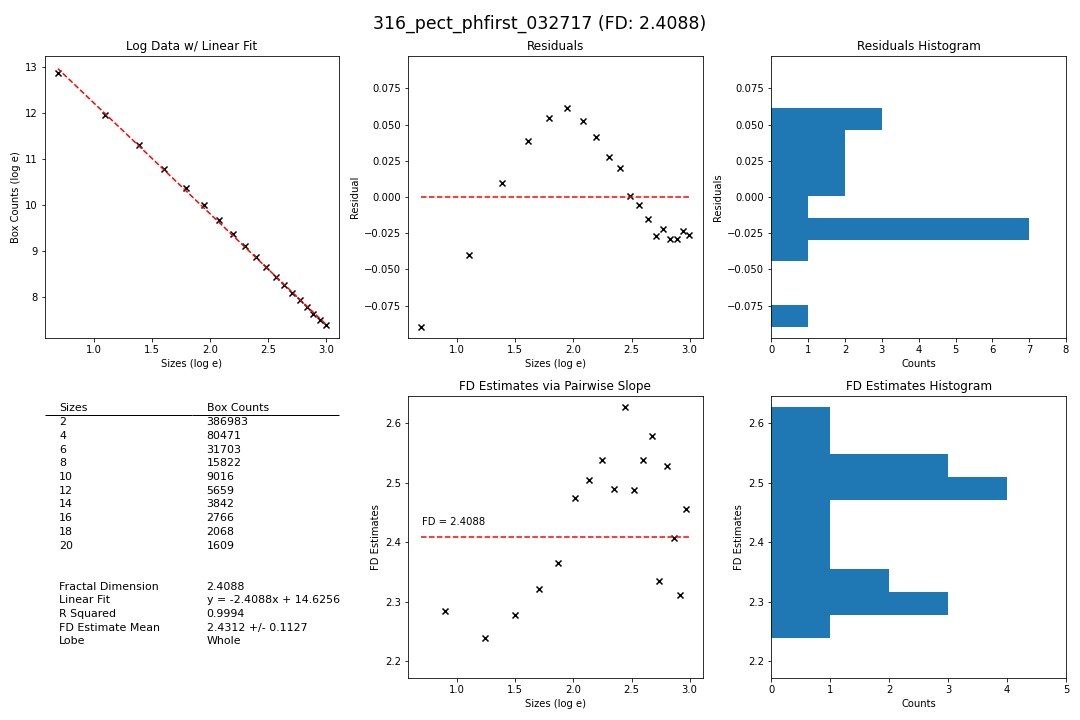 316_pect_phfirst_032717 (FD: 2.4088)
Log Data w/ Linear Fit
Box Counts (log e)
13
12
11
10
9
8
1.0 1.5 2.0 2.5 3.0
Sizes (log e)
Residuals
Residual
0.075
0.050
0.025
0.000
−0.025
−0.050
−0.075
1.0 1.5 2.0 2.5 3.0
Sizes (log e)
Residuals Histogram
Residuals
0.075
0.050
0.025
0.000
−0.025
−0.050
−0.075
0 1 2 3 4 5 6 7 8
Counts
Sizes Box Counts
2 386983
4 80471
6 31703
8 15822
10 9016
12 5659
14 3842
16 2766
18 2068
20 1609
Fractal Dimension 2.4088
Linear Fit y = -2.4088x + 14.6256
R Squared 0.9994
FD Estimate Mean 2.4312 +/- 0.1127
Lobe Whole
FD Estimates via Pairwise Slope
FD Estimates
2.6
2.5
2.4
2.3
2.2
FD = 2.4088
1.0 1.5 2.0 2.5 3.0
Sizes (log e)
FD Estimates Histogram
FD Estimates
2.6
2.5
2.4
2.3
2.2
0 1 2 3 4 5
Counts